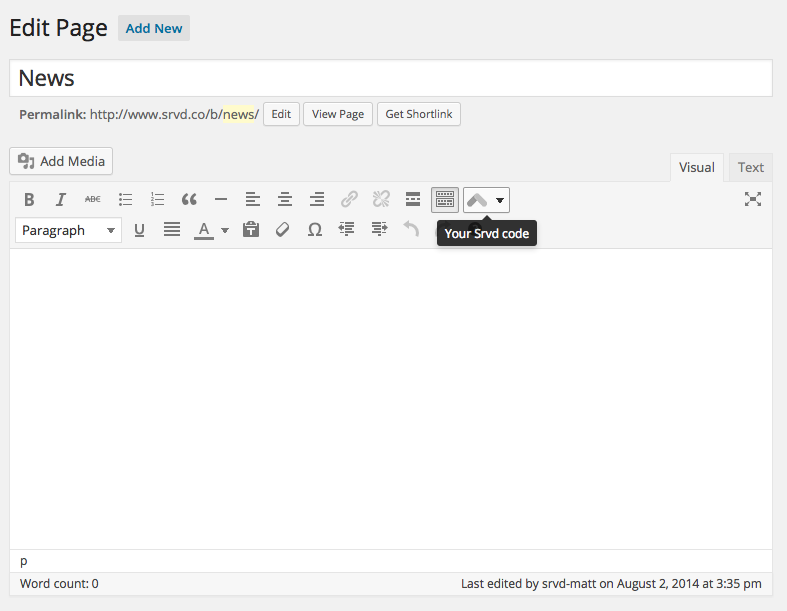 Edit Page Add New
News
Permalink: http://www.srvd.co/b/news/ Edit View Page Get Shortlink
Add Media Visual Text
B I ABC
Paragraph U A T Ω
Your Srvd code
p
Word count: 0 Last edited by srvd-matt on August 2, 2014 at 3:35 pm